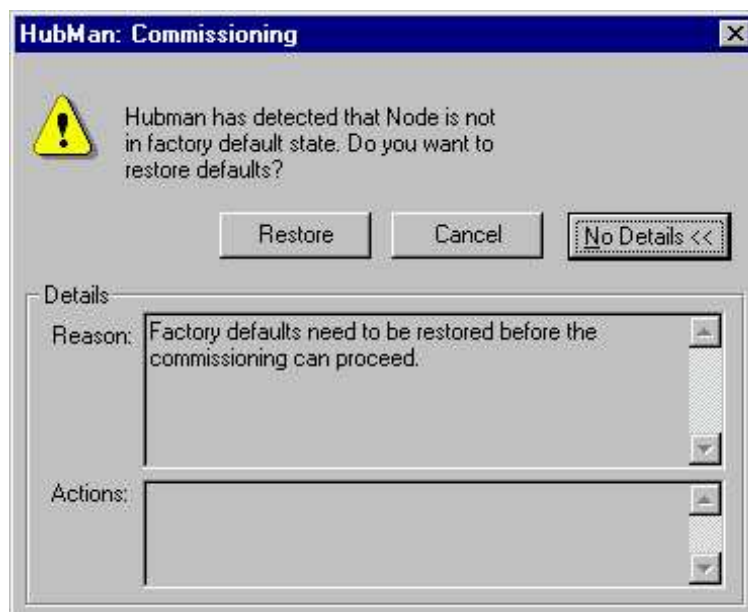 HubMan: Commissioning
Hubman has detected that Node is not
in factory default state. Do you want to
restore defaults?
Restore
Cancel
No Details <<
Details
Reason:
Factory defaults need to be restored before the
commissioning can proceed.
Actions: